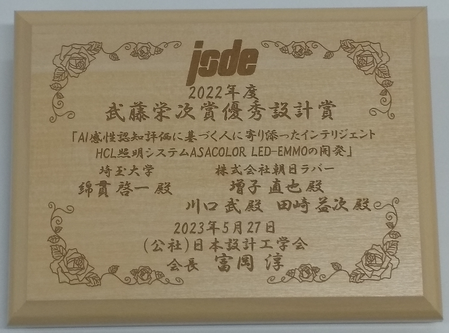 jsde
2022年度
武藤栄次賞優秀設計賞
「AI感性認知評価に基づく人に寄り添ったインテリジェント
HCL照明システムASACOLOR LED-EMMOの開発」
埼玉大学 株式会社朝日ラバー
綿貫啓一殿 増子直也殿
川口武殿 田崎益次殿
2023年5月27日
(公社)日本設計工学会
会長 富岡淳